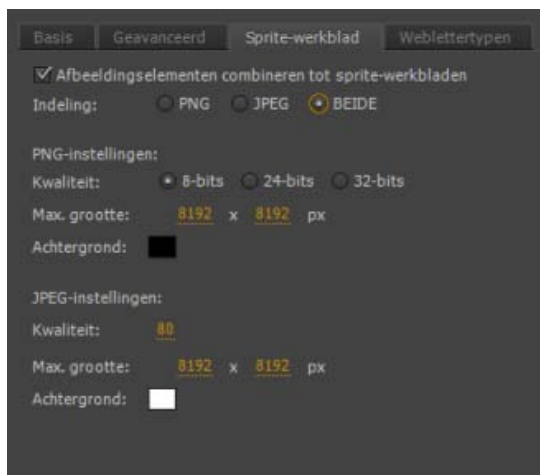 Basis Geavanceerd Sprite-werkblad Weblettertypen
Afbeeldingselementen combineren tot sprite-werkbladen
Indeling: PNG JPEG BEIDE
PNG-instellingen:
Kwaliteit: 8-bits 24-bits 32-bits
Max. grootte: 8192 x 8192 px
Achtergrond:
JPEG-instellingen:
Kwaliteit: 80
Max. grootte: 8192 x 8192 px
Achtergrond: